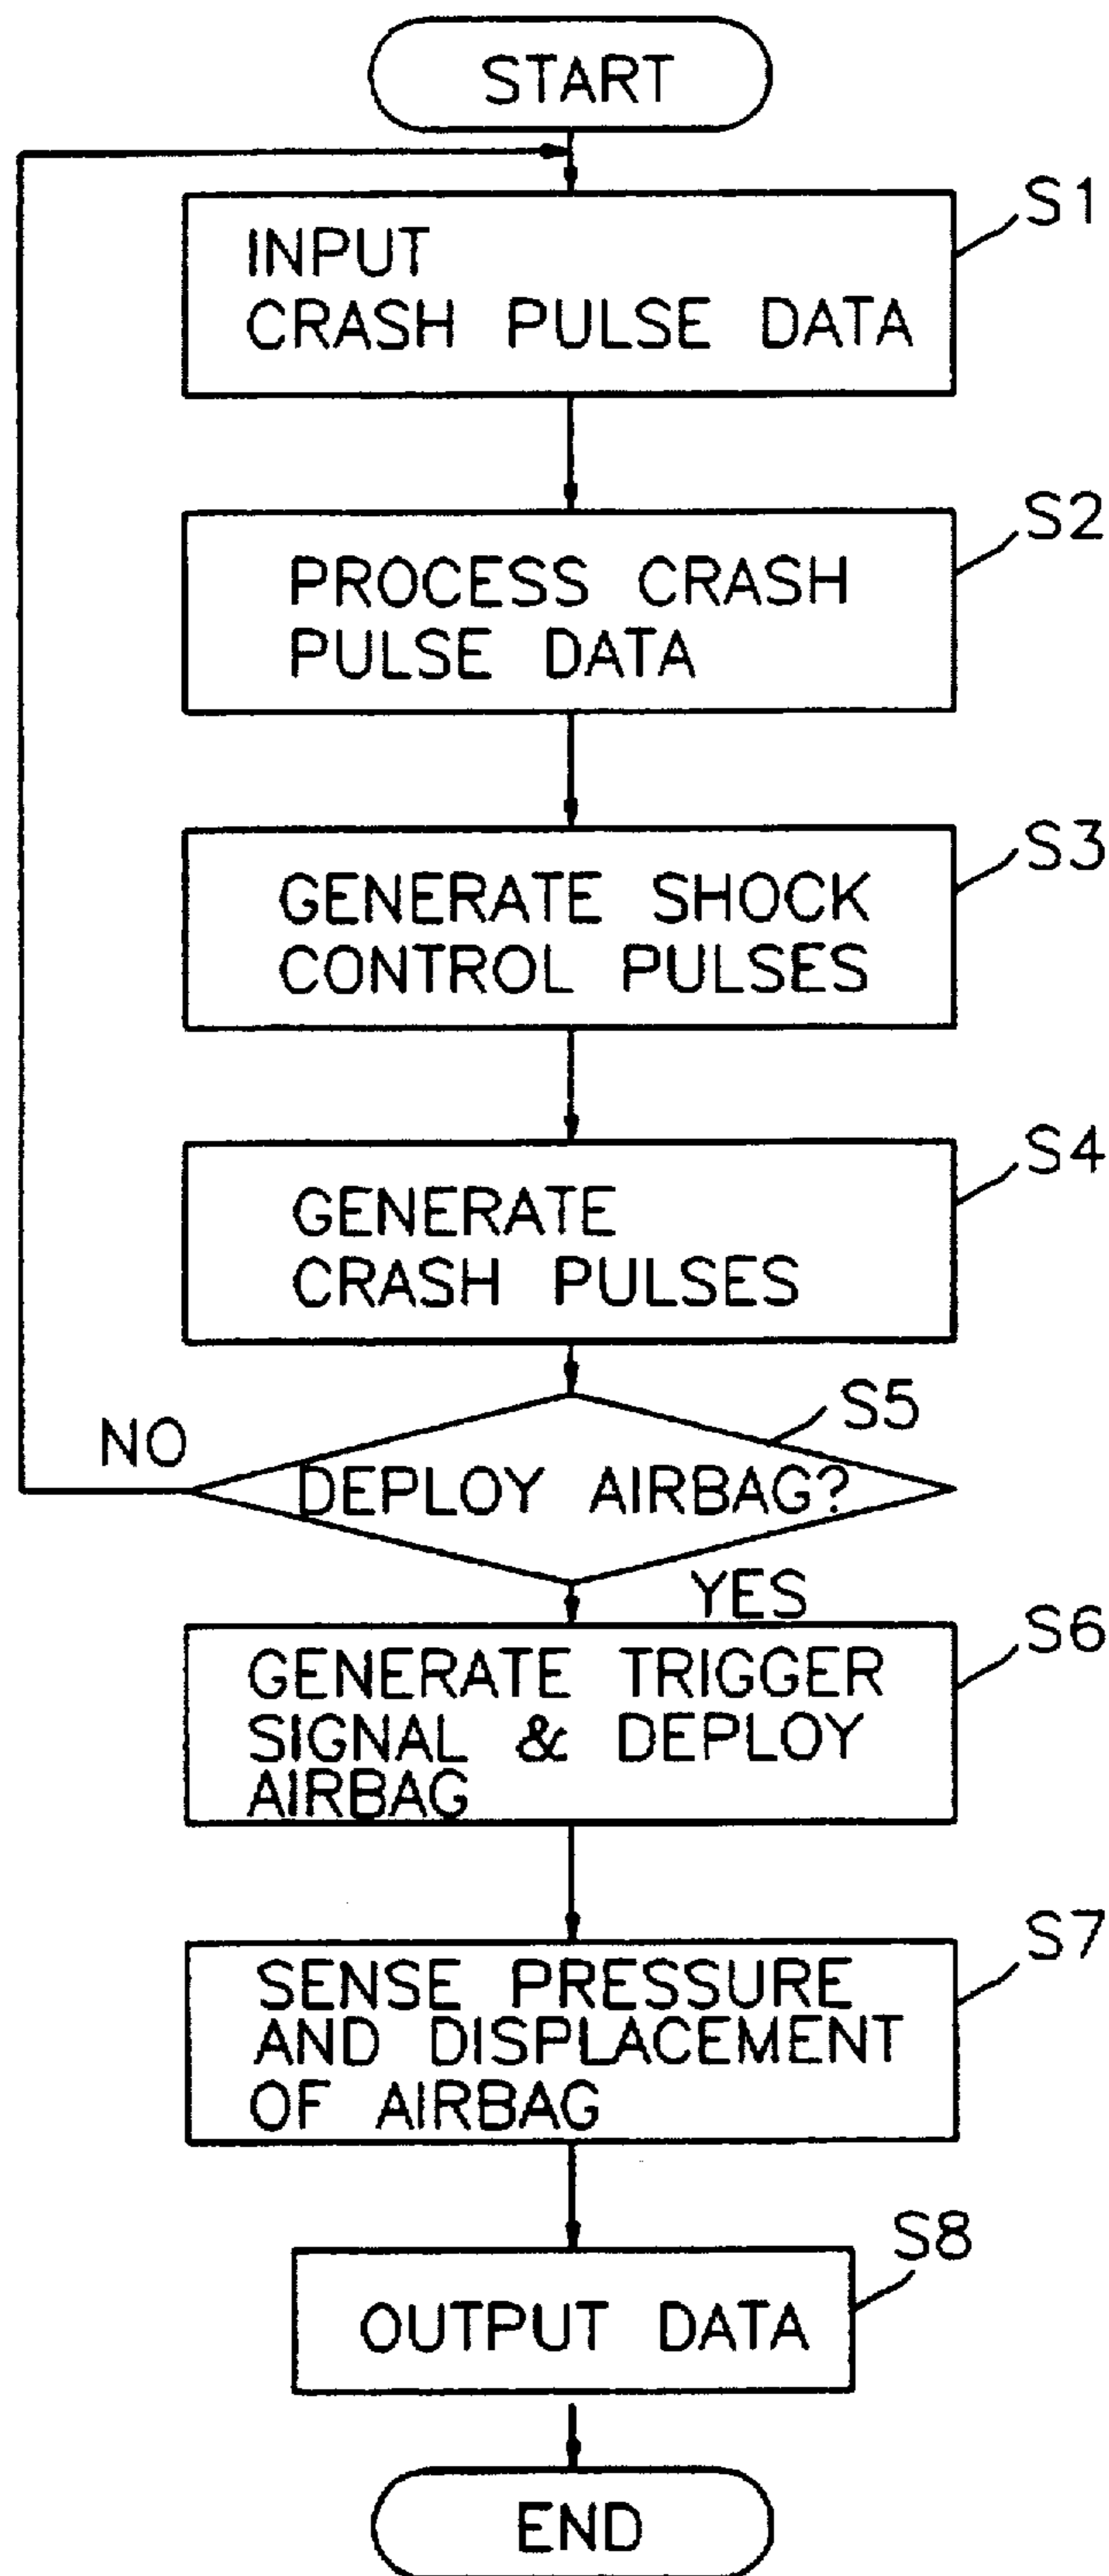 START
S1
INPUT
CRASH PULSE DATA
S2
PROCESS CRASH
PULSE DATA
S3
GENERATE SHOCK
CONTROL PULSES
S4
GENERATE
CRASH PULSES
S5
NO
DEPLOY AIRBAG?
YES
S6
GENERATE TRIGGER
SIGNAL & DEPLOY
AIRBAG
S7
SENSE PRESSURE
AND DISPLACEMENT
OF AIRBAG
S8
OUTPUT DATA
END